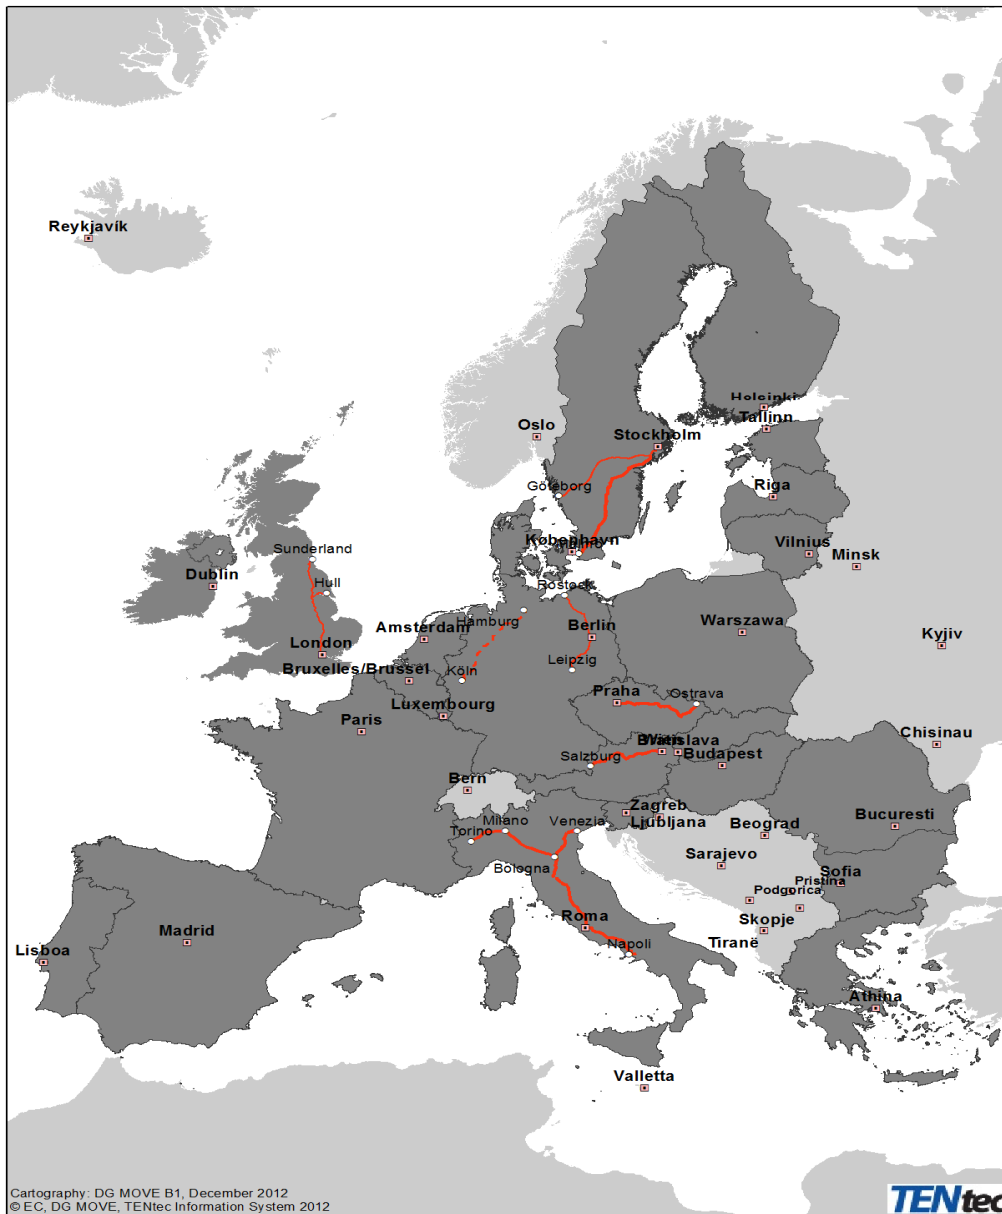 Reykjavík
Oslo
Stockholm
Helsinki
Tallinn
Göteborg
Riga
København
Malmö
Vilnius
Minsk
Sunderland
Dublin
Hull
Rostock
Hamburg
Amsterdam
Berlin
Warszawa
Kyjiv
London
Bruxelles/Brussel
Köln
Leipzig
Praha
Ostrava
Luxembourg
Paris
Chisinau
Wien
Bratislava
Salzburg
Budapest
Bern
Zagreb
Ljubljana
Milano
Torino
Venezia
Beograd
Bucuresti
Bologna
Sarajevo
Sofia
Pristina
Podgorica
Roma
Skopje
Madrid
Napoli
Tiranë
Lisboa
Athina
Valletta
Cartography: DG MOVE B1, December 2012
© EC, DG MOVE, TENtec Information System 2012
TENtec